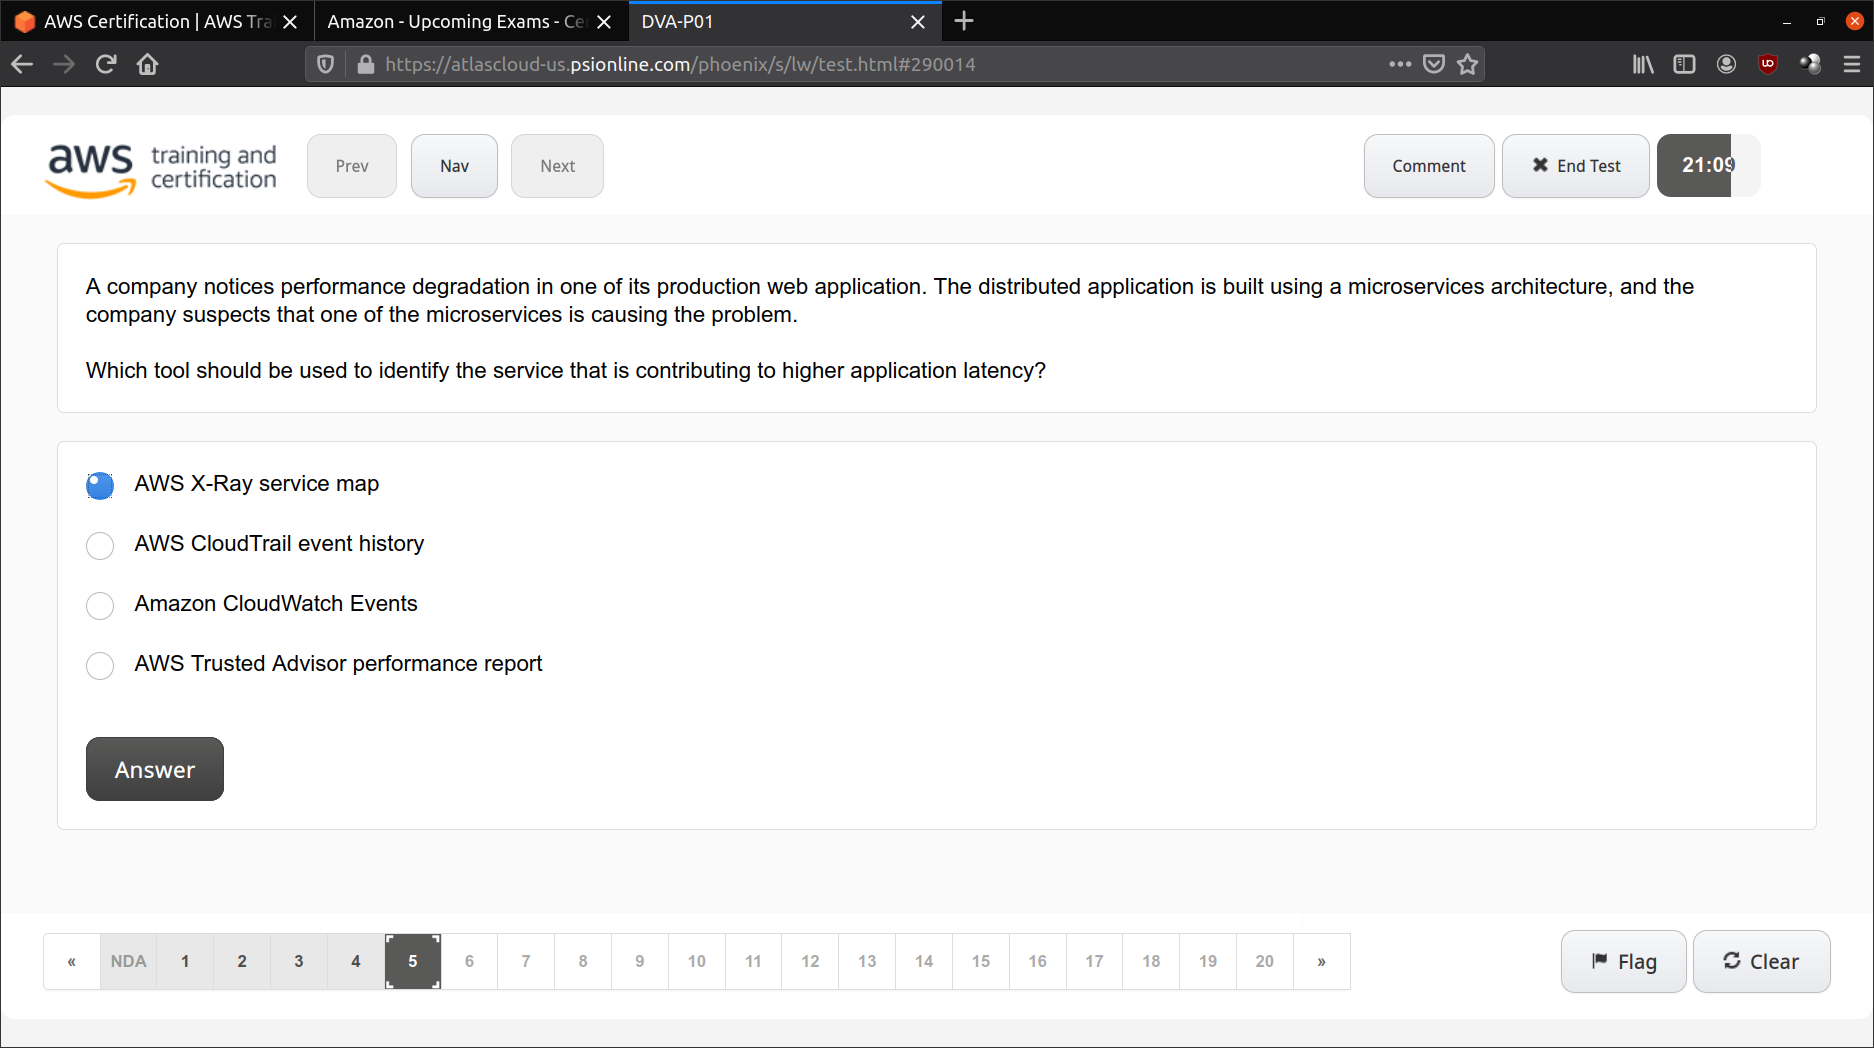 AWS Certification | AWS Tra
Amazon - Upcoming Exams - Ce
DVA-P01
https://atlascloud-us.psionline.com/phoenix/s/lw/test.html#290014
aws training and certification
Prev
Nav
Next
Comment
End Test
21:09
A company notices performance degradation in one of its production web application. The distributed application is built using a microservices architecture, and the
company suspects that one of the microservices is causing the problem.
Which tool should be used to identify the service that is contributing to higher application latency?
AWS X-Ray service map
AWS CloudTrail event history
Amazon CloudWatch Events
AWS Trusted Advisor performance report
Answer
« NDA 1 2 3 4 5 6 7 8 9 10 11 12 13 14 15 16 17 18 19 20 »
Flag
Clear